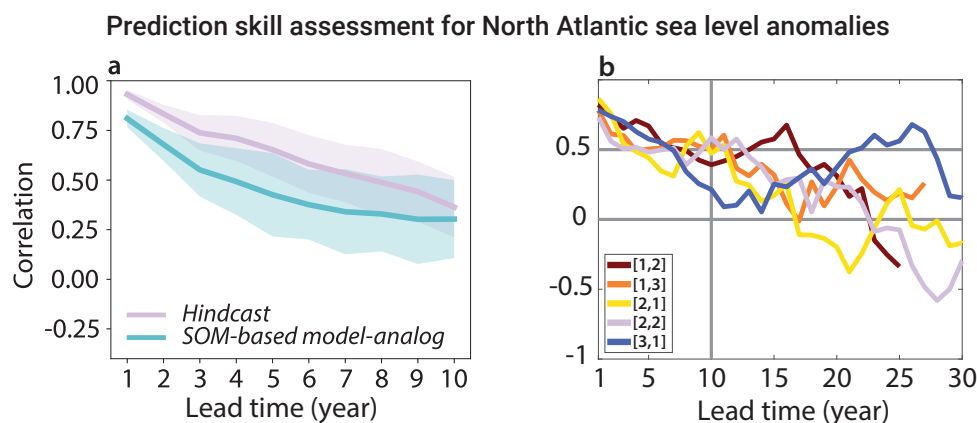 Prediction skill assessment for North Atlantic sea level anomalies
a
1.00
0.75
0.50
0.25
0.00
-0.25
Correlation
Hindcast
SOM-based model-analog
1 2 3 4 5 6 7 8 9 10
Lead time (year)
b
0.5
0
-0.5
-1
[1,2]
[1,3]
[2,1]
[2,2]
[3,1]
1 5 10 15 20 25 30
Lead time (year)